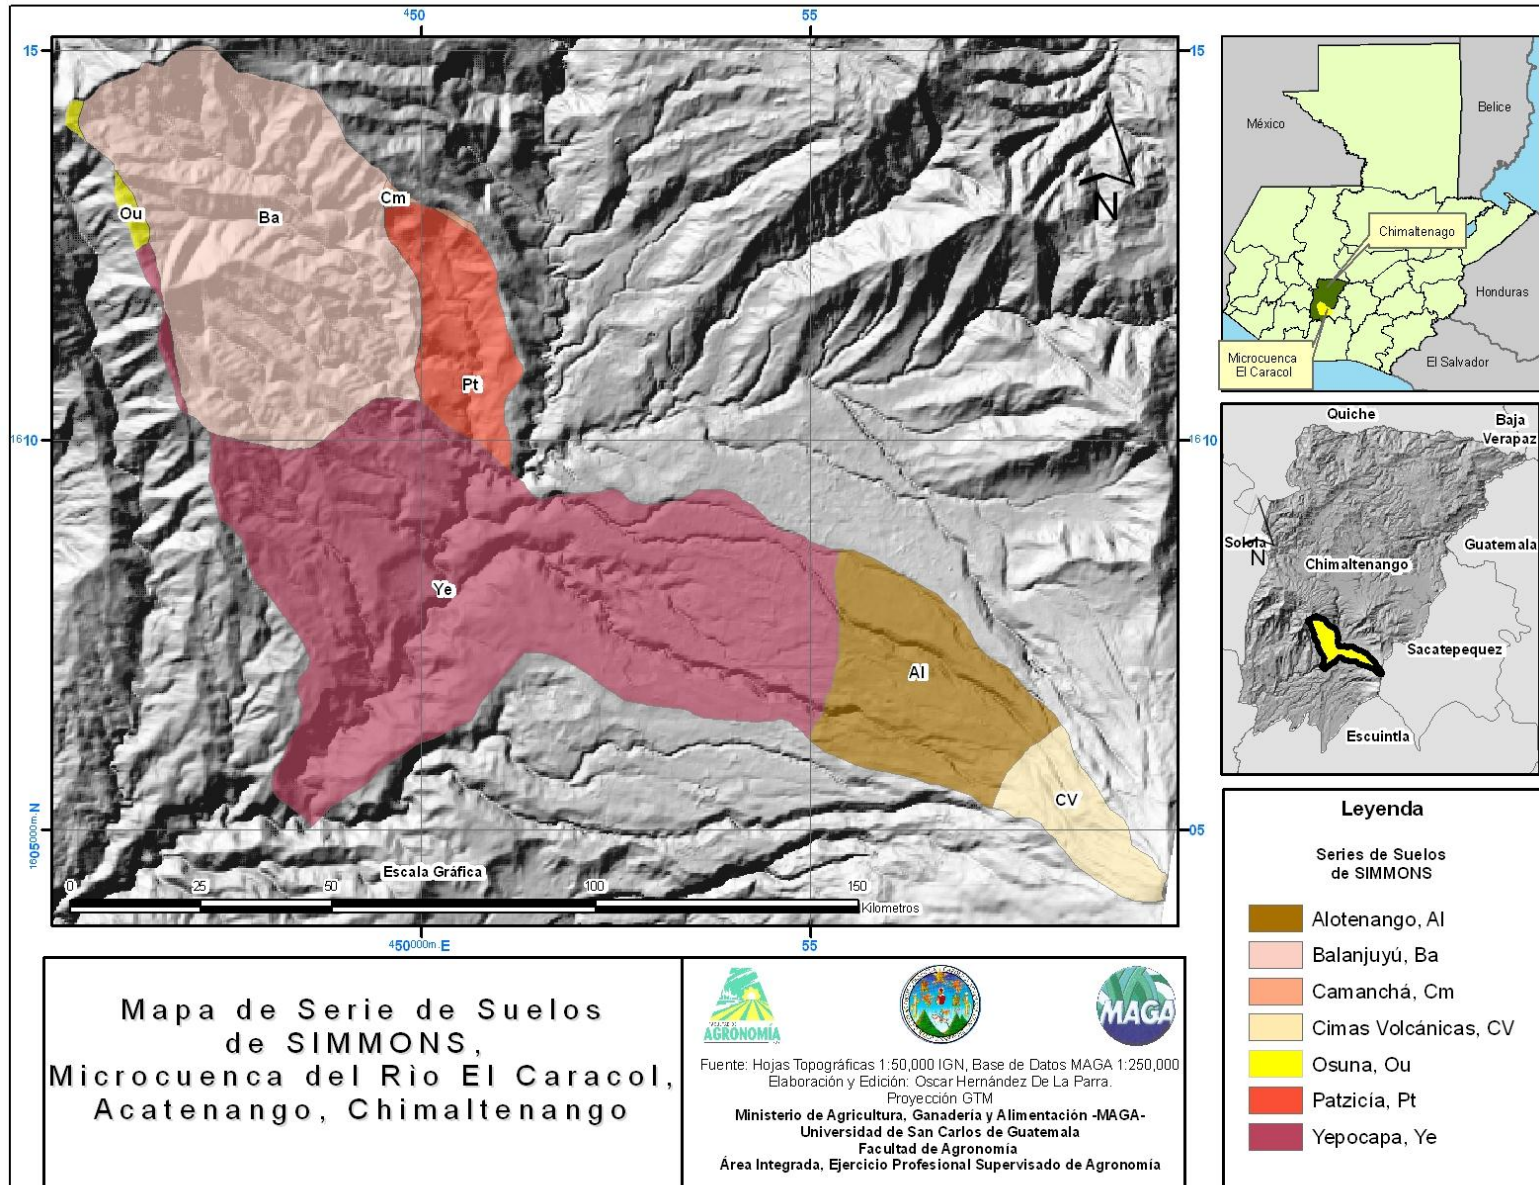 450
55
15
15
Ou
Ba
Cm
N
Pt
1610
1610
Ye
Al
CV
1605000m.N
05
Escala Gráfica
0
25
50
100
150
Kilometros
450000m.E
55
México
Belice
Chimaltenago
Honduras
Microcuenca
El Caracol
El Salvador
Quiche
Baja
Verapaz
Solola
N
Guatemala
Chimaltenango
Sacatepequez
Escuintla
Leyenda
Series de Suelos
de SIMMONS
Alotenango, Al
Balanjuyú, Ba
Camanchá, Cm
Cimas Volcánicas, CV
Osuna, Ou
Patzicía, Pt
Yepocapa, Ye
Mapa de Serie de Suelos
de SIMMONS,
Microcuenca del Rìo El Caracol,
Acatenango, Chimaltenango
AGRONOMÍA
MAGA
Fuente: Hojas Topográficas 1:50,000 IGN, Base de Datos MAGA 1:250,000
Elaboración y Edición: Oscar Hernández De La Parra.
Proyección GTM
Ministerio de Agricultura, Ganadería y Alimentación -MAGA-
Universidad de San Carlos de Guatemala
Facultad de Agronomía
Área Integrada, Ejercicio Profesional Supervisado de Agronomía